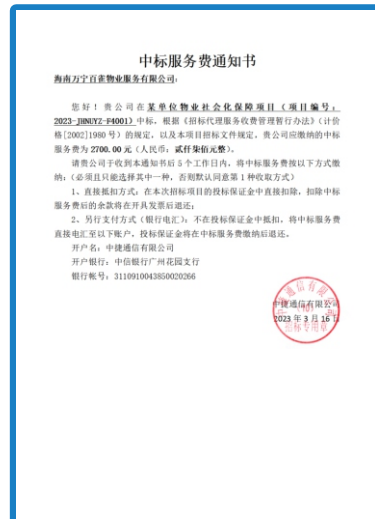 中标服务费通知书
海南万宁百雀物业服务有限公司：
您好！贵公司在某单位物业社会化保障项目（项目编号：
2023-JHNUYZ-F4001）中标，根据《招标代理服务收费管理暂行办法》（计价
格[2002]1980号）的规定，以及本项目招标文件规定，贵公司应缴纳的中标
服务费为2700.00元（人民币：贰仟柒佰元整）。
请贵公司于收到本通知书后5个工作日内，将中标服务费按以下方式缴
纳：（必须且只能选择其中一种，否则默认同意第1种收取方式）
1、直接抵扣方式：在本次招标项目的投标保证金中直接扣除，扣除中标
服务费后的余款将在开具发票后退还；
2、另行支付方式（银行电汇）：不在投标保证金中抵扣，将中标服务费
直接电汇至以下账户，投标保证金将在中标服务费缴纳后退还。
开户名：中捷通信有限公司
开户银行：中信银行广州花园支行
银行帐号：3110910043850020266
中捷通信有限公司
2023年3月16日